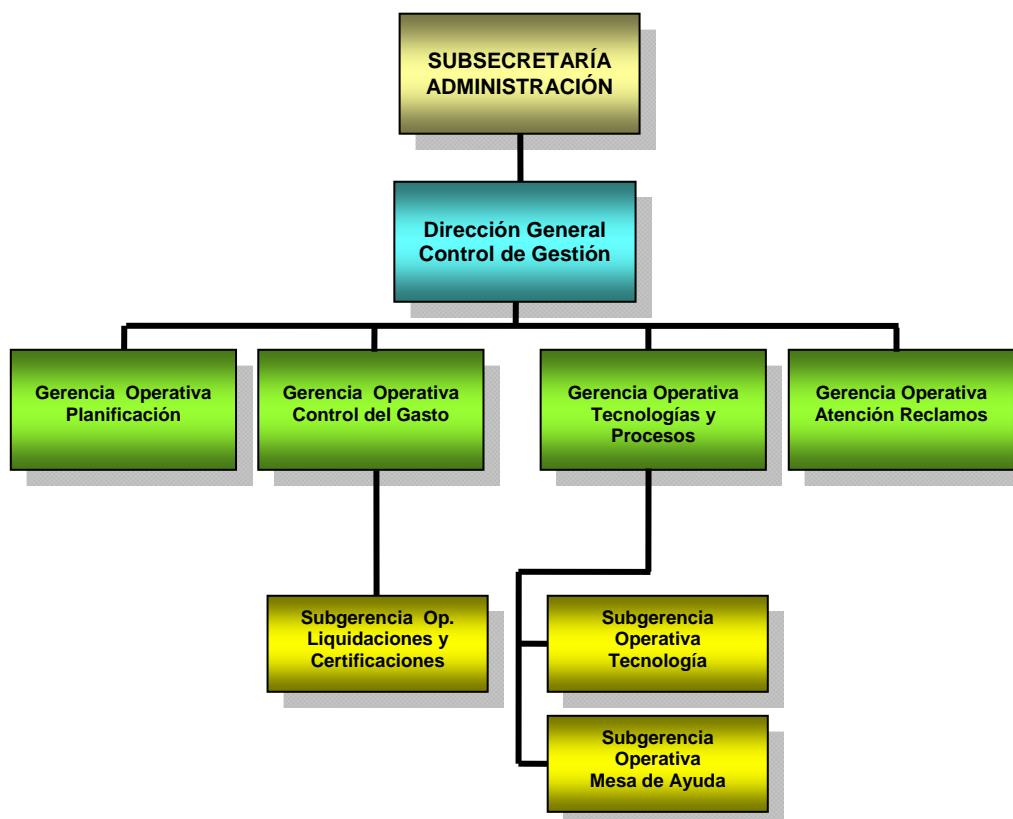 SUBSECRETARÍA
ADMINISTRACIÓN
Dirección General
Control de Gestión
Gerencia Operativa
Planificación
Gerencia Operativa
Control del Gasto
Gerencia Operativa
Tecnologías y
Procesos
Gerencia Operativa
Atención Reclamos
Subgerencia Op.
Liquidaciones y
Certificaciones
Subgerencia
Operativa
Tecnología
Subgerencia
Operativa
Mesa de Ayuda